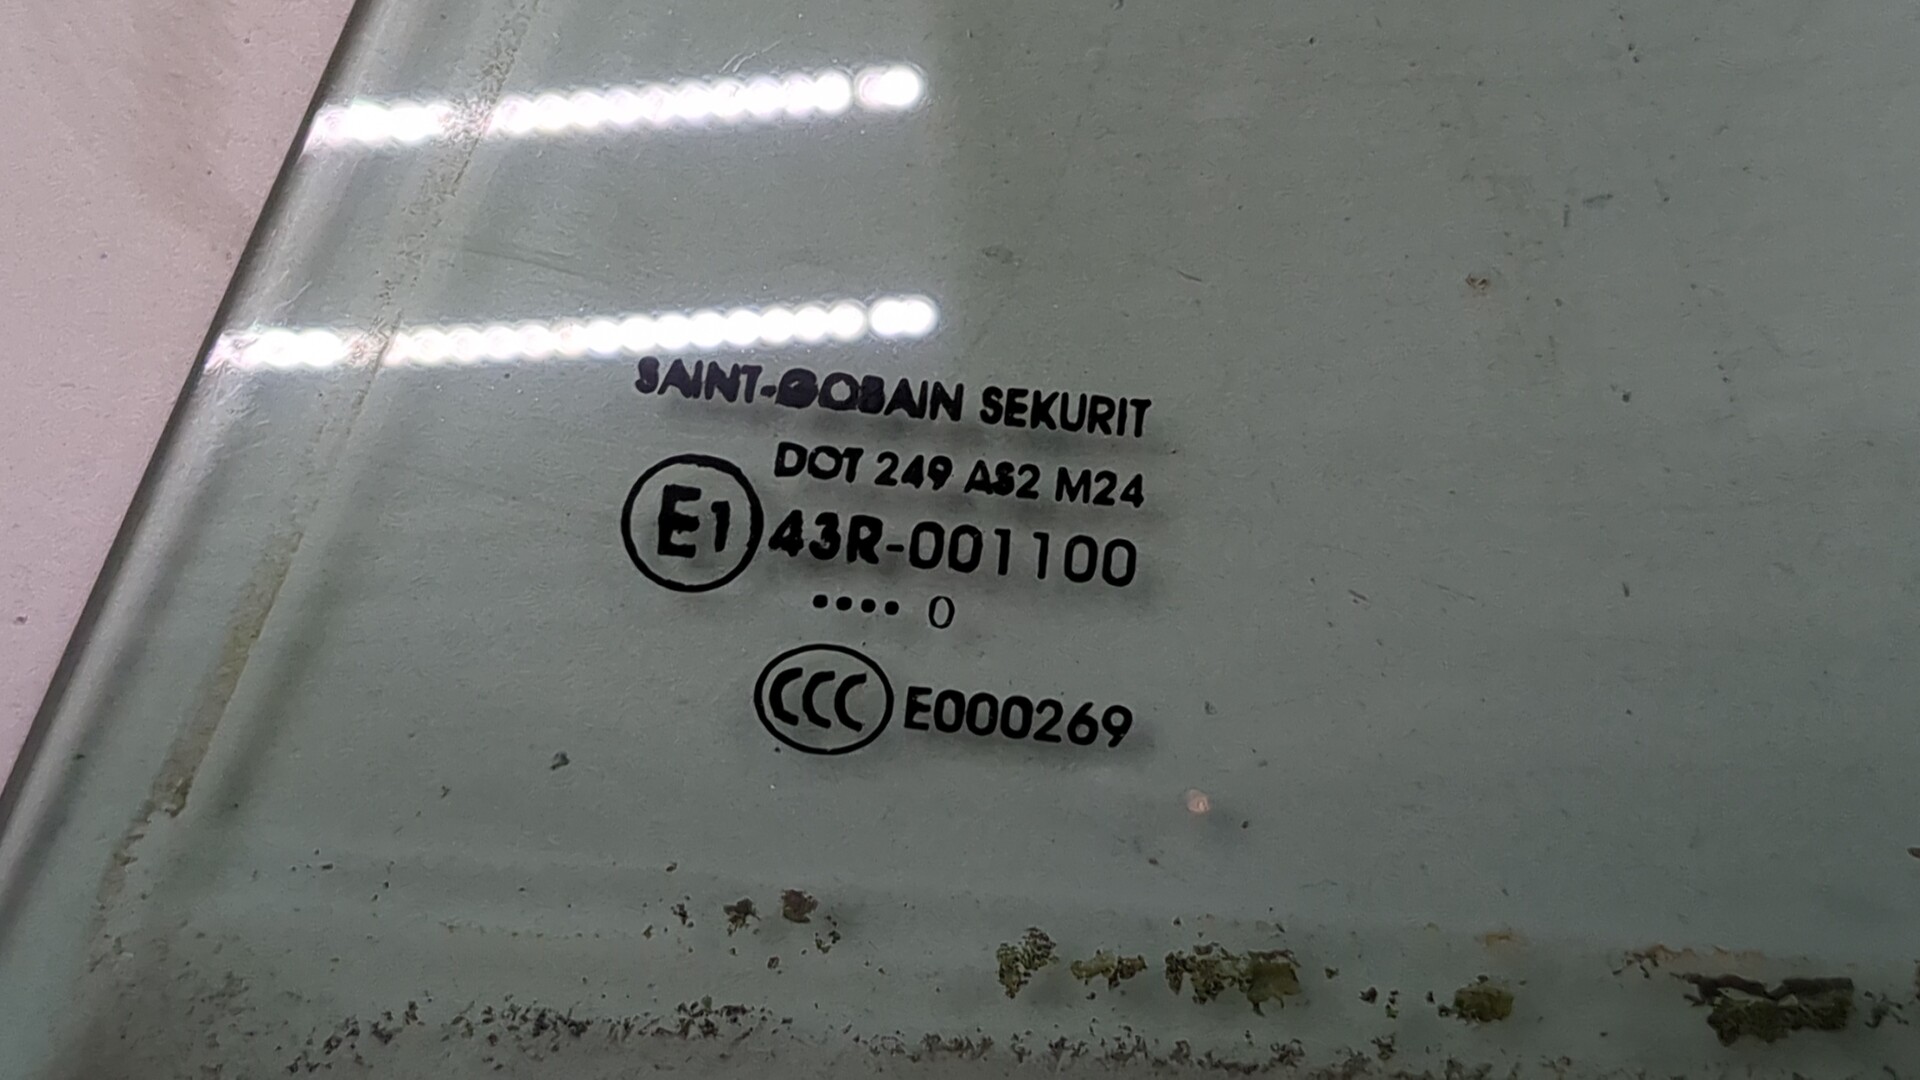 SAINT-GOBAIN SEKURIT
DOT 249 AS2 M24
E1 43R-001100
•••• 0
CCC E000269